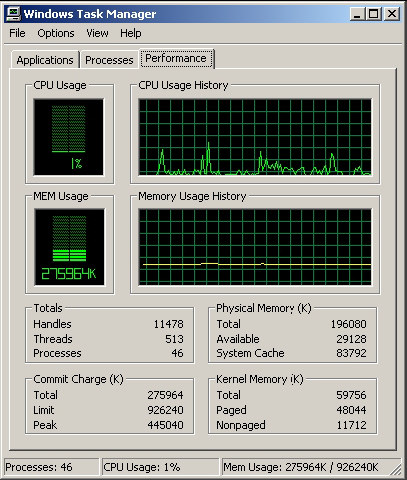 Windows Task Manager
File Options View Help
Applications Processes Performance
CPU Usage CPU Usage History
1%
MEM Usage Memory Usage History
275964K
Totals Physical Memory (K)
Handles 11478 Total 196080
Threads 513 Available 29128
Processes 46 System Cache 83792
Commit Charge (K) Kernel Memory (K)
Total 275964 Total 59756
Limit 926240 Paged 48044
Peak 445040 Nonpaged 11712
Processes: 46 CPU Usage: 1% Mem Usage: 275964K / 926240K